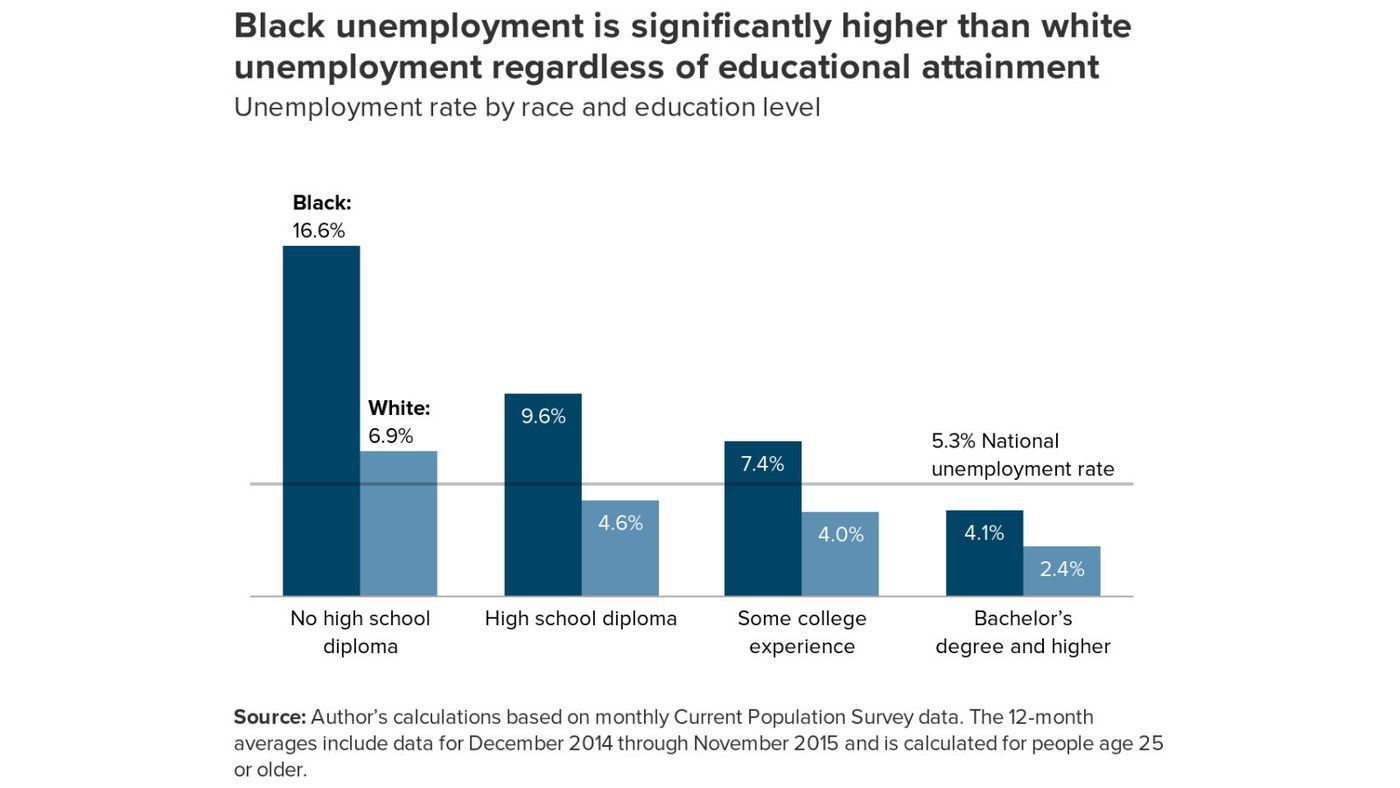 Black unemployment is significantly higher than white
unemployment regardless of educational attainment
Unemployment rate by race and education level
Black:
16.6%
White:
6.9%
9.6%
4.6%
7.4%
4.0%
5.3% National
unemployment rate
4.1%
2.4%
No high school
diploma
High school diploma
Some college
experience
Bachelor’s
degree and higher
Source: Author’s calculations based on monthly Current Population Survey data. The 12-month
averages include data for December 2014 through November 2015 and is calculated for people age 25
or older.